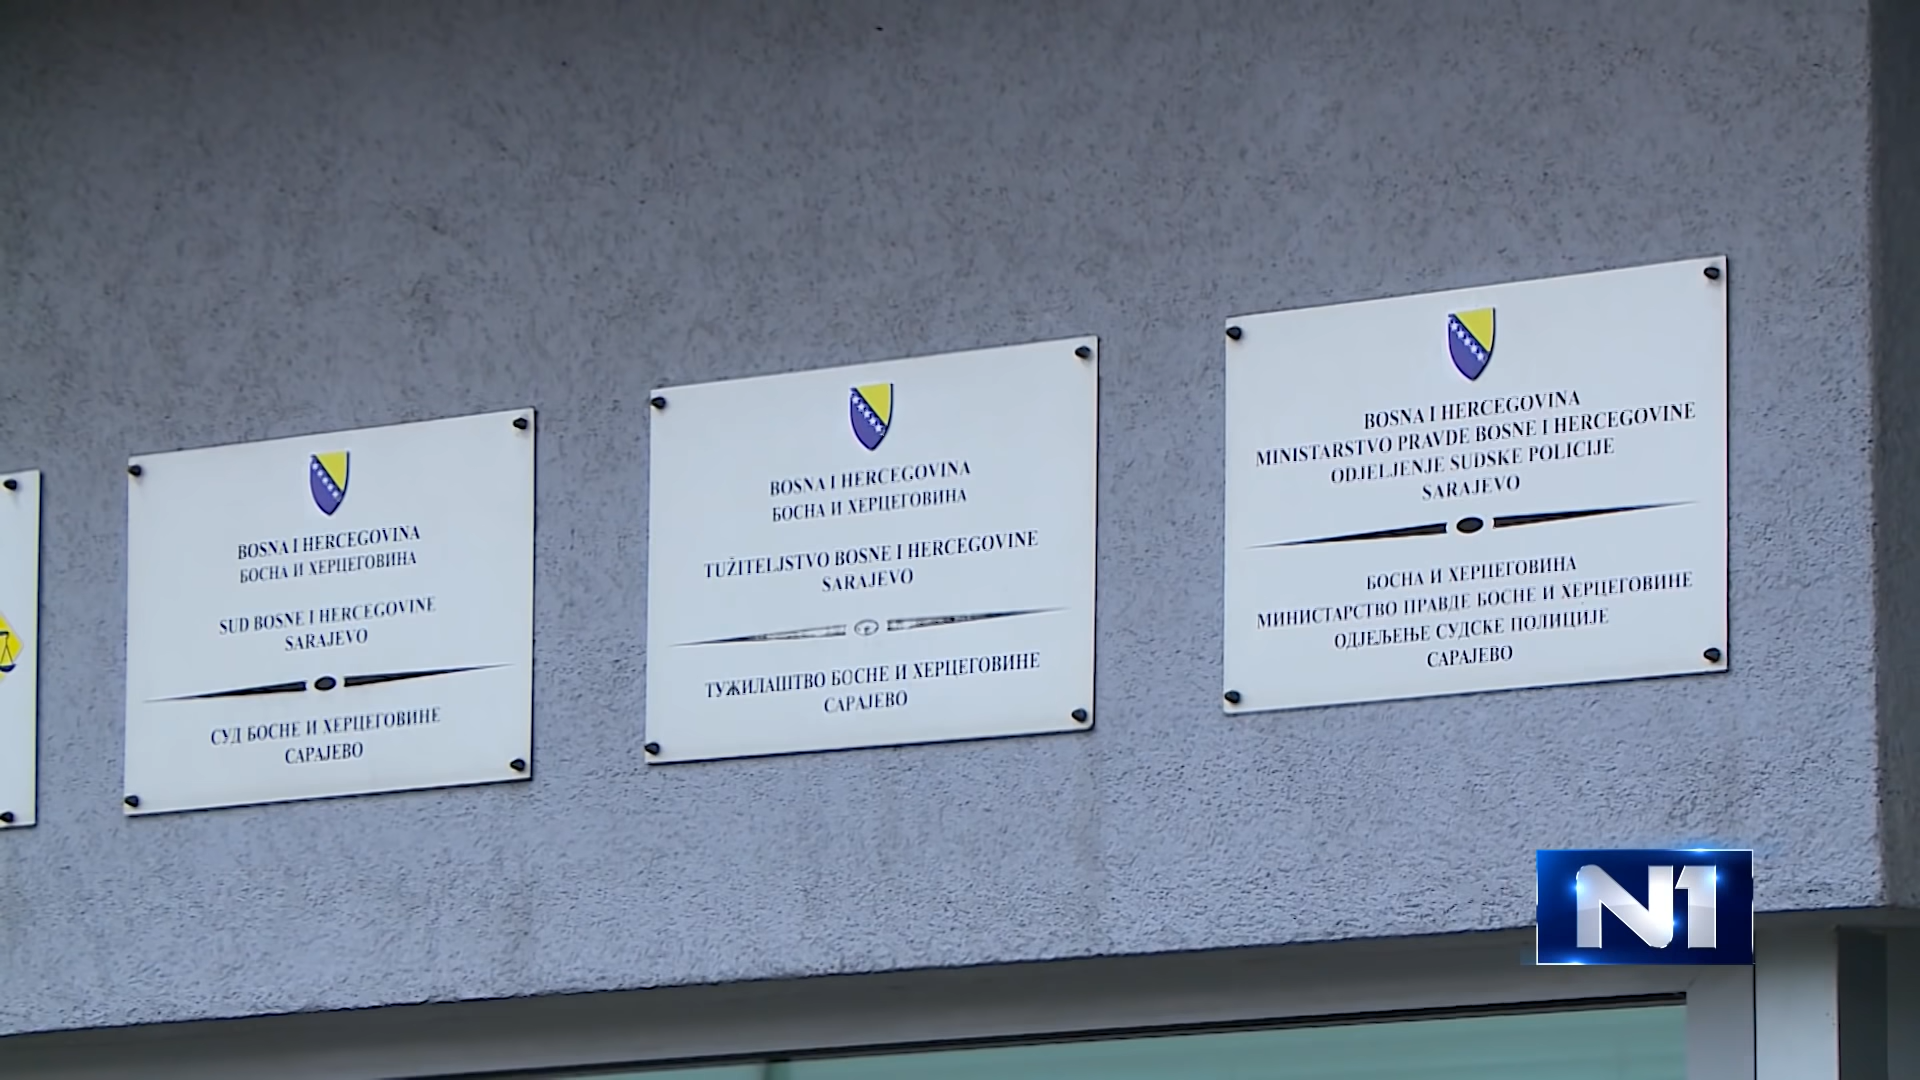 BOSNA I HERCEGOVINA
БОСНА И ХЕРЦЕГОВИНА
SUD BOSNE I HERCEGOVINE
SARAJEVO
СУД БОСНЕ И ХЕРЦЕГОВИНЕ
САРАЈЕВО
BOSNA I HERCEGOVINA
БОСНА И ХЕРЦЕГОВИНА
TUŽITELJSTVO BOSNE I HERCEGOVINE
SARAJEVO
ТУЖИЛАШТВО БОСНЕ И ХЕРЦЕГОВИНЕ
САРАЈЕВО
BOSNA I HERCEGOVINA
MINISTARSTVO PRAVDE BOSNE I HERCEGOVINE
ODJELJENJE SUDSKE POLICIJE
SARAJEVO
БОСНА И ХЕРЦЕГОВИНА
МИНИСТАРСТВО ПРАВДЕ БОСНЕ И ХЕРЦЕГОВИНЕ
ОДЈЕЉЕЊЕ СУДСКЕ ПОЛИЦИЈЕ
САРАЈЕВО
N1